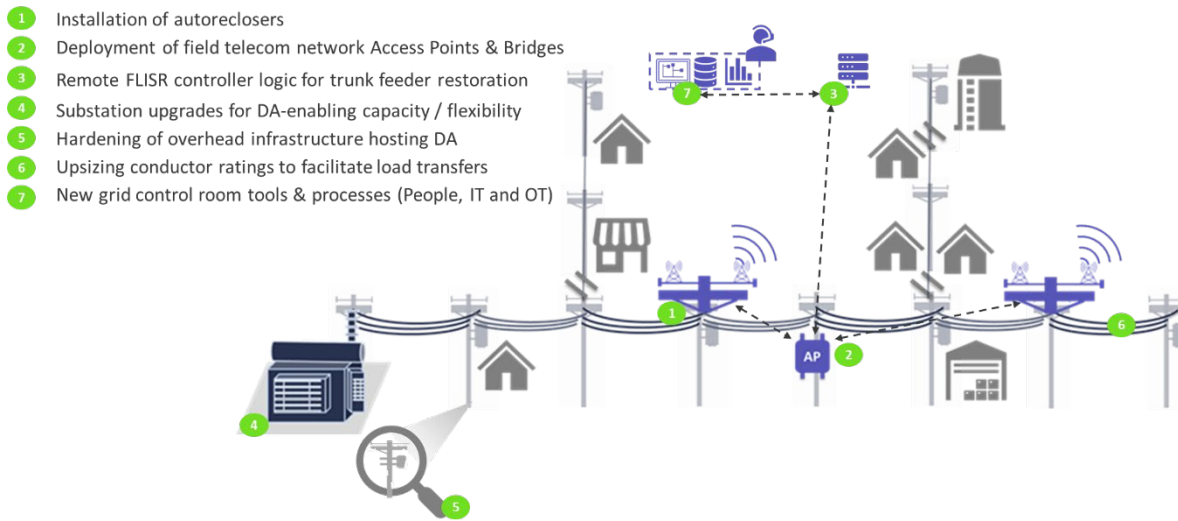 1 Installation of autoreclosers
2 Deployment of field telecom network Access Points & Bridges
3 Remote FLISR controller logic for trunk feeder restoration
4 Substation upgrades for DA-enabling capacity / flexibility
5 Hardening of overhead infrastructure hosting DA
6 Upsizing conductor ratings to facilitate load transfers
7 New grid control room tools & processes (People, IT and OT)
7
3
1
6
AP
2
4
5